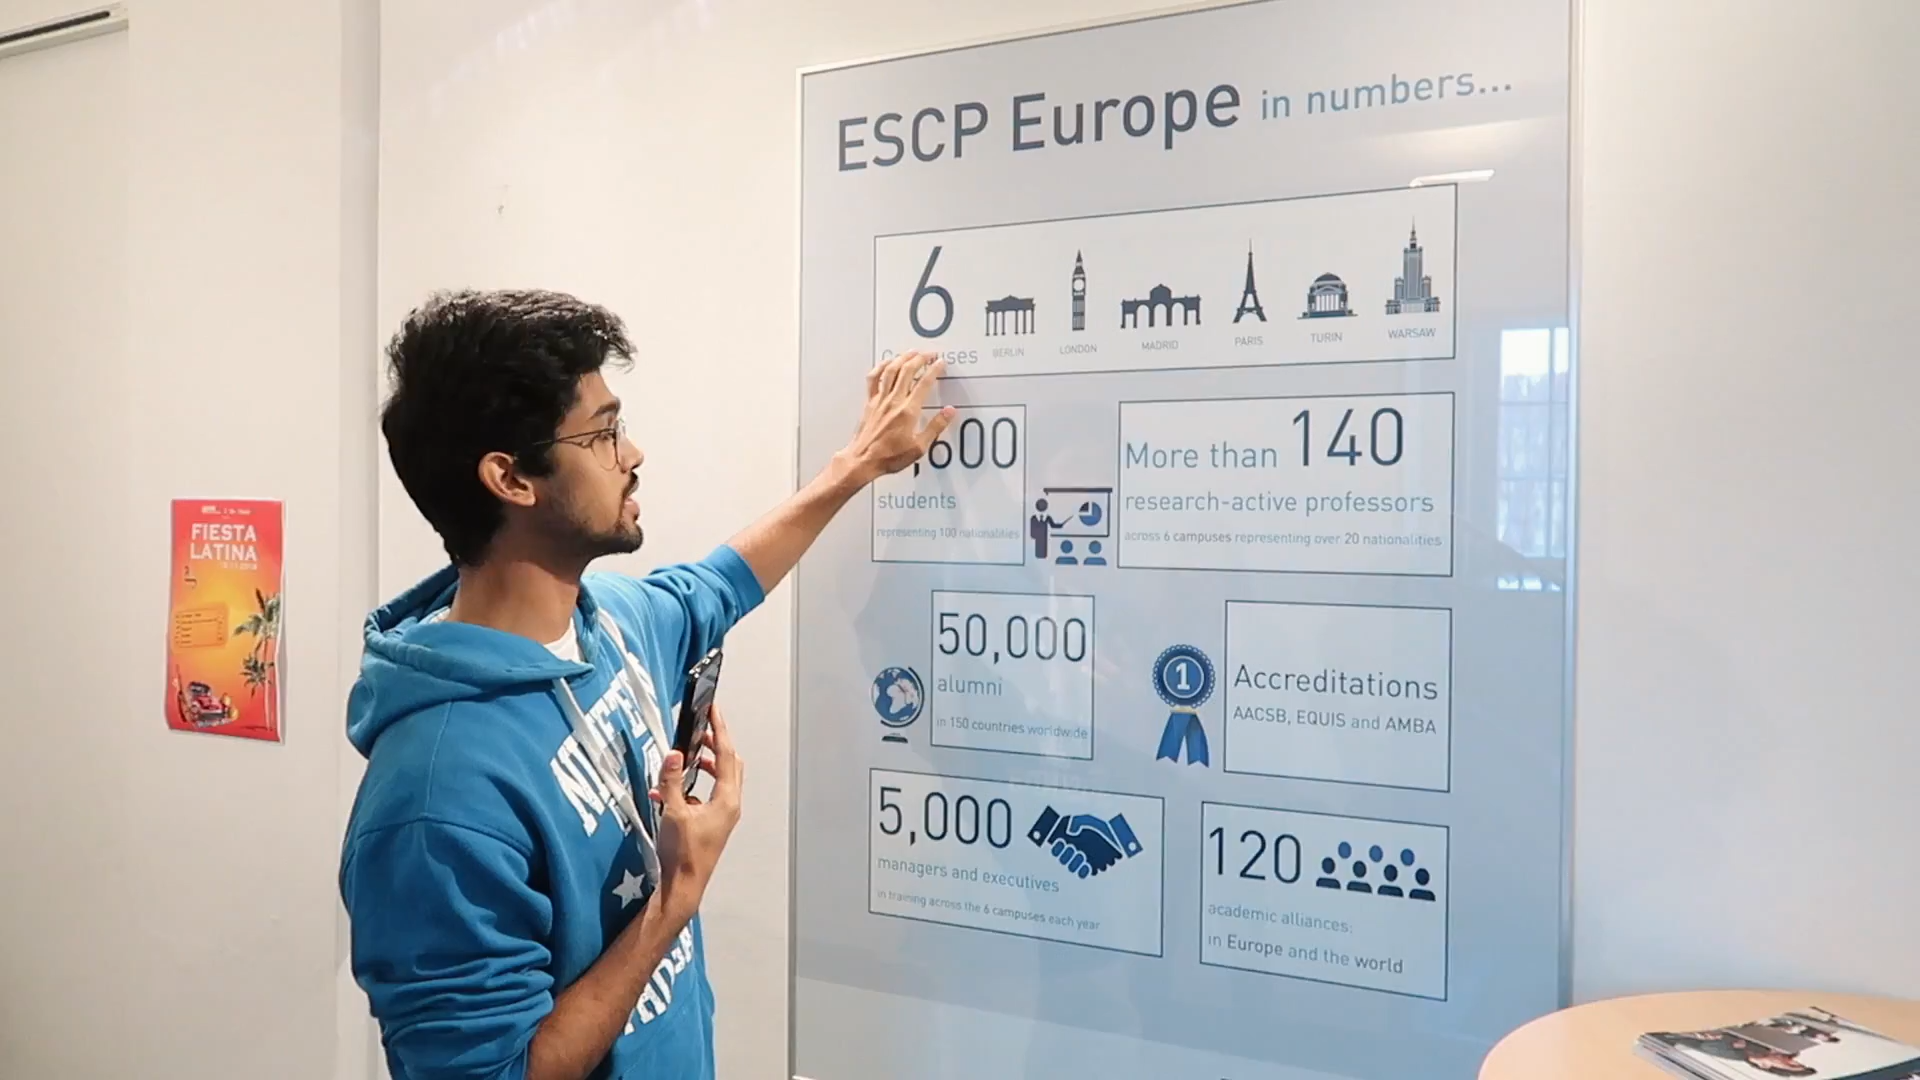 ESCP Europe in numbers...
6
BERLIN
LONDON
MADRID
PARIS
TURIN
WARSAW
,600
students
representing 100 nationalities
More than 140
research-active professors
across 6 campuses representing over 20 nationalities
50,000
alumni
in 150 countries worldwide
1
Accreditations
AACSB, EQUIS and AMBA
5,000
managers and executives
in training across the 6 campuses each year
120
academic alliances:
in Europe and the world
FIESTA
LATINA